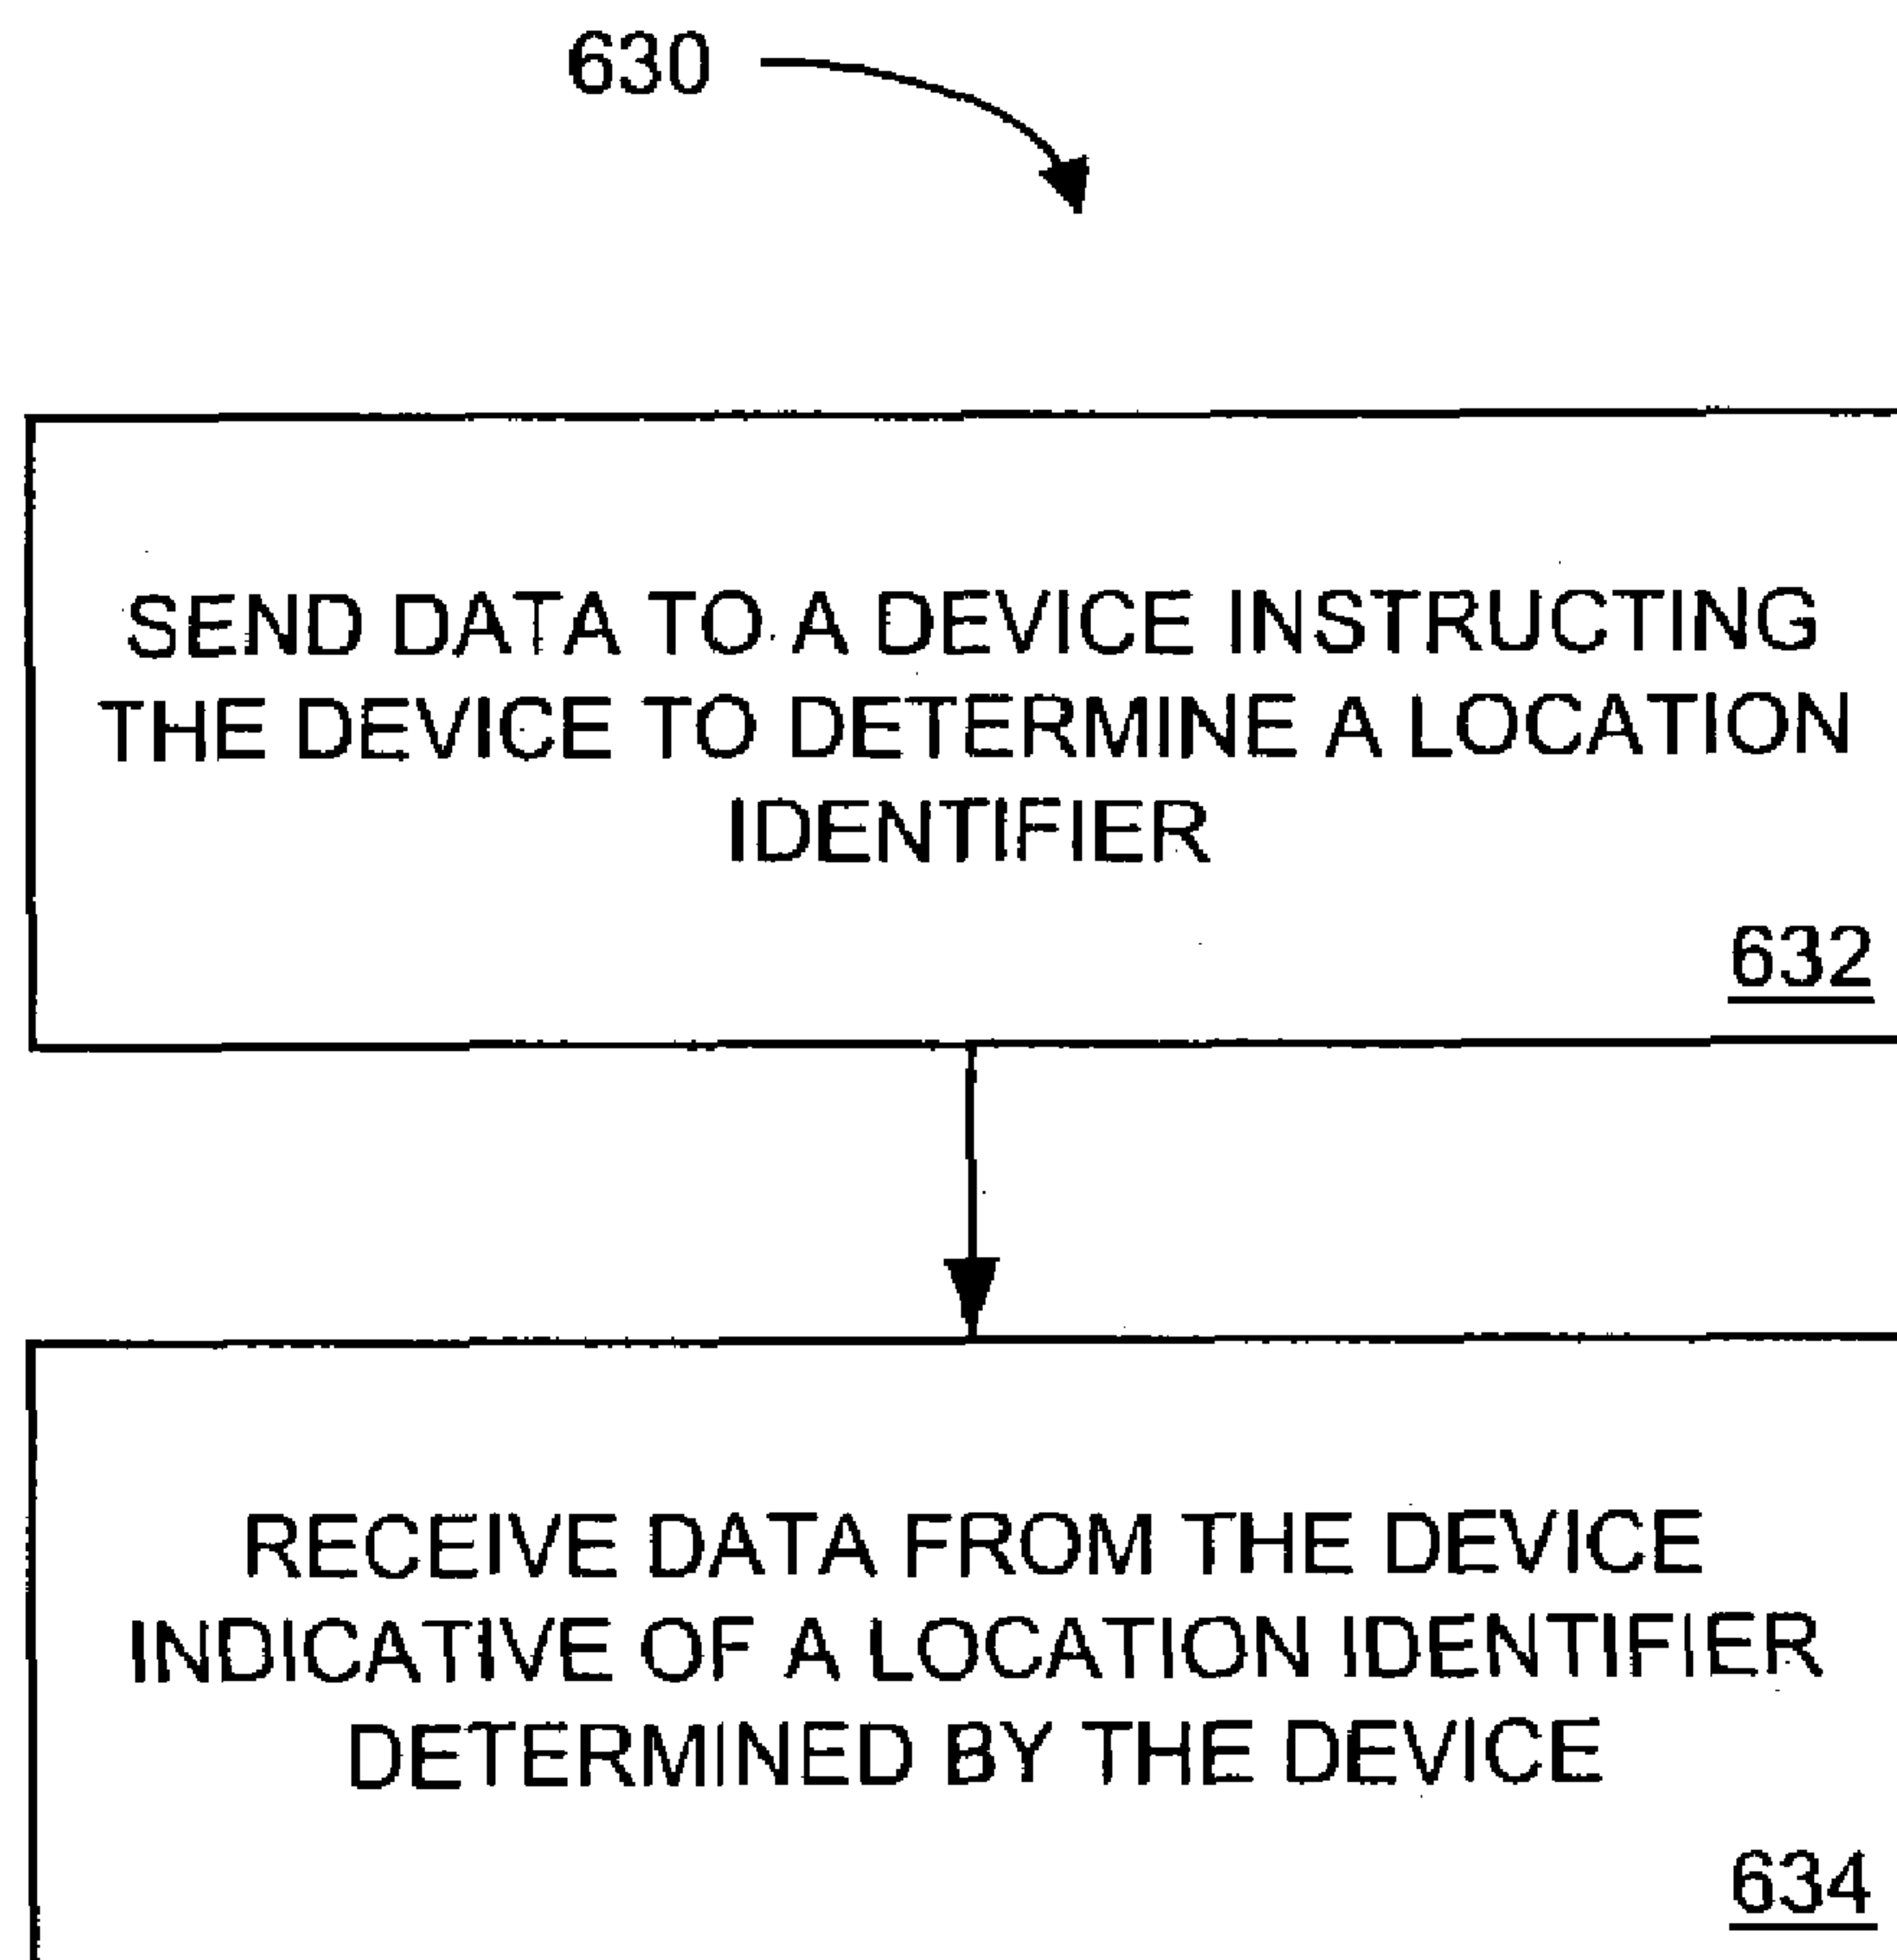 630
SEND DATA TO A DEVICE INSTRUCTING
THE DEVICE TO DETERMINE A LOCATION
IDENTIFIER
632
RECEIVE DATA FROM THE DEVICE
INDICATIVE OF A LOCATION IDENTIFIER
DETERMINED BY THE DEVICE
634